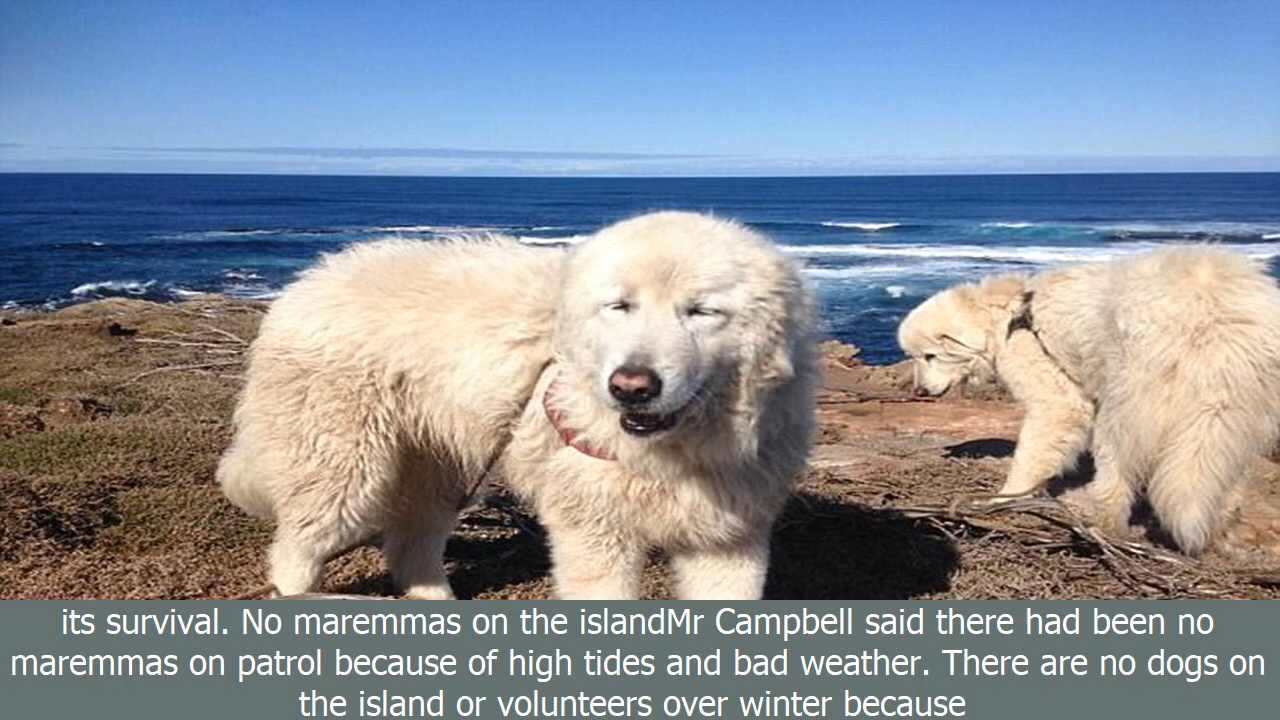 its survival. No maremmas on the islandMr Campbell said there had been no
maremmas on patrol because of high tides and bad weather. There are no dogs on
the island or volunteers over winter because